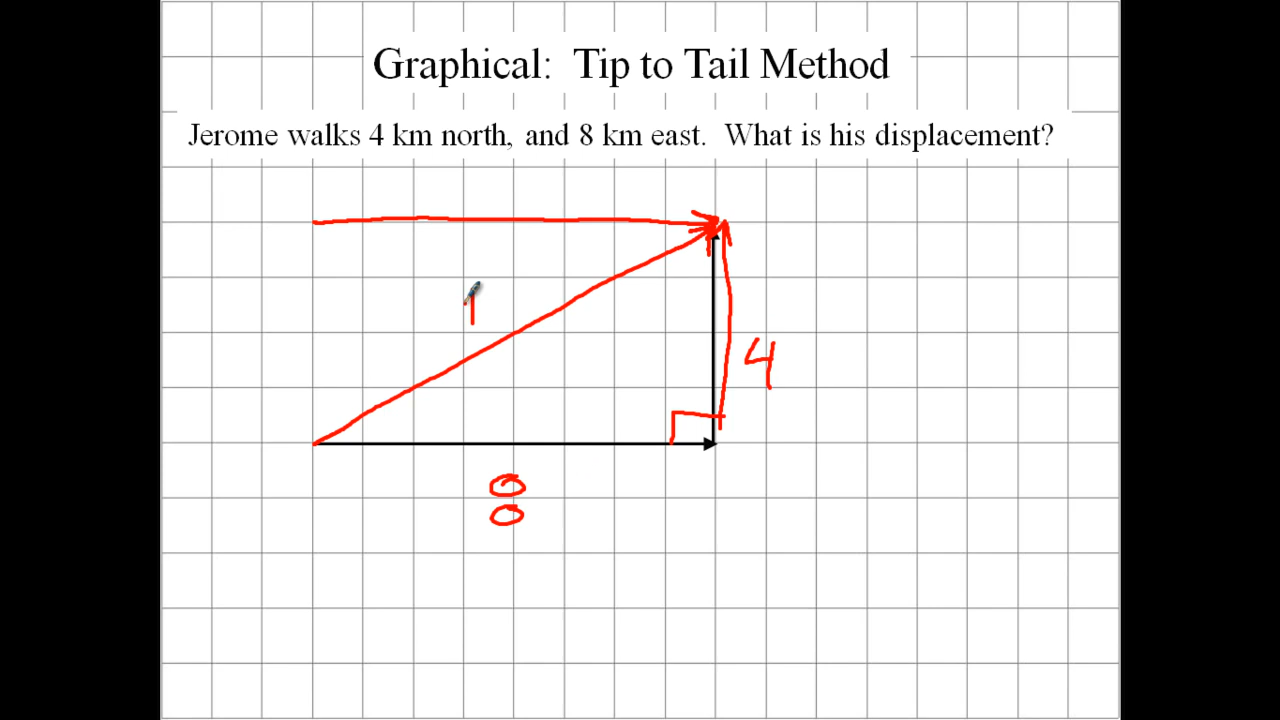 Graphical: Tip to Tail Method
Jerome walks 4 km north, and 8 km east. What is his displacement?
4
8